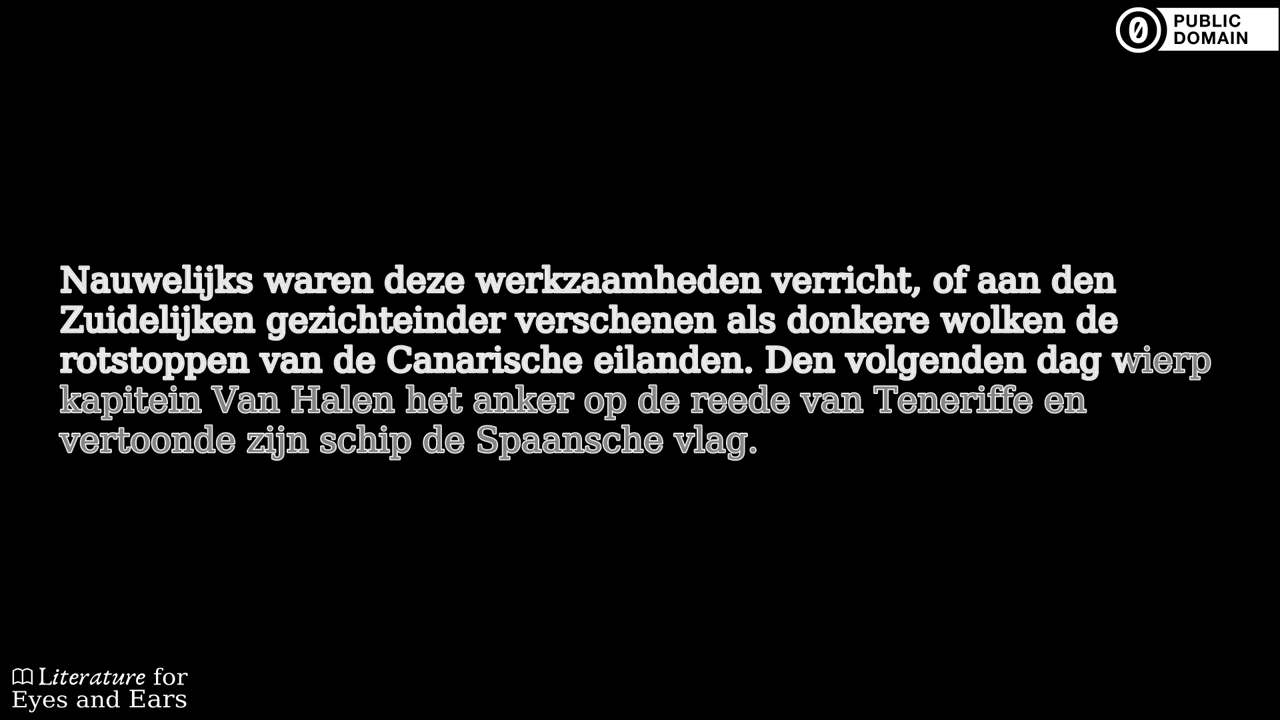 PUBLIC
DOMAIN
Nauwelijks waren deze werkzaamheden verricht, of aan den
Zuidelijken gezichteinder verschenen als donkere wolken de
rotstoppen van de Canarische eilanden. Den volgenden dag wierp
kapitein Van Halen het anker op de reede van Teneriffe en
vertoonde zijn schip de Spaansche vlag.
Literature for
Eyes and Ears